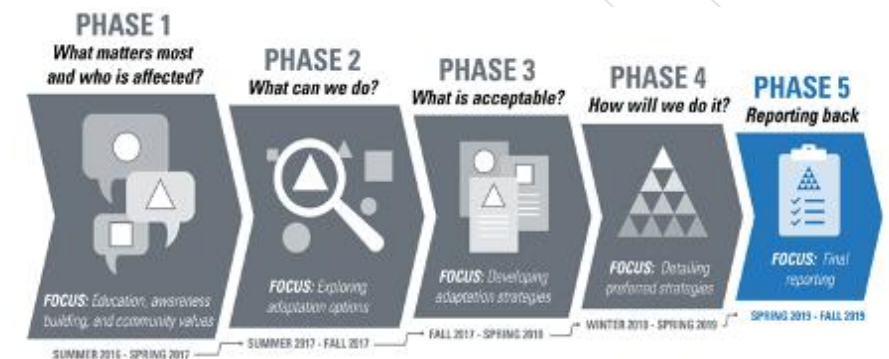 PHASE 1
What matters most
and who is affected?
FOCUS: Education, awareness
building, and community values
SUMMER 2016 - SPRING 2017
PHASE 2
What can we do?
FOCUS: Exploring
adaptation options
SUMMER 2017 - FALL 2017
PHASE 3
What is acceptable?
FOCUS: Developing
adaptation strategies
FALL 2017 - SPRING 2018
PHASE 4
How will we do it?
FOCUS: Detailing
preferred strategies
WINTER 2018 - SPRING 2019
PHASE 5
Reporting back
FOCUS: Final
reporting
SPRING 2019 - FALL 2019